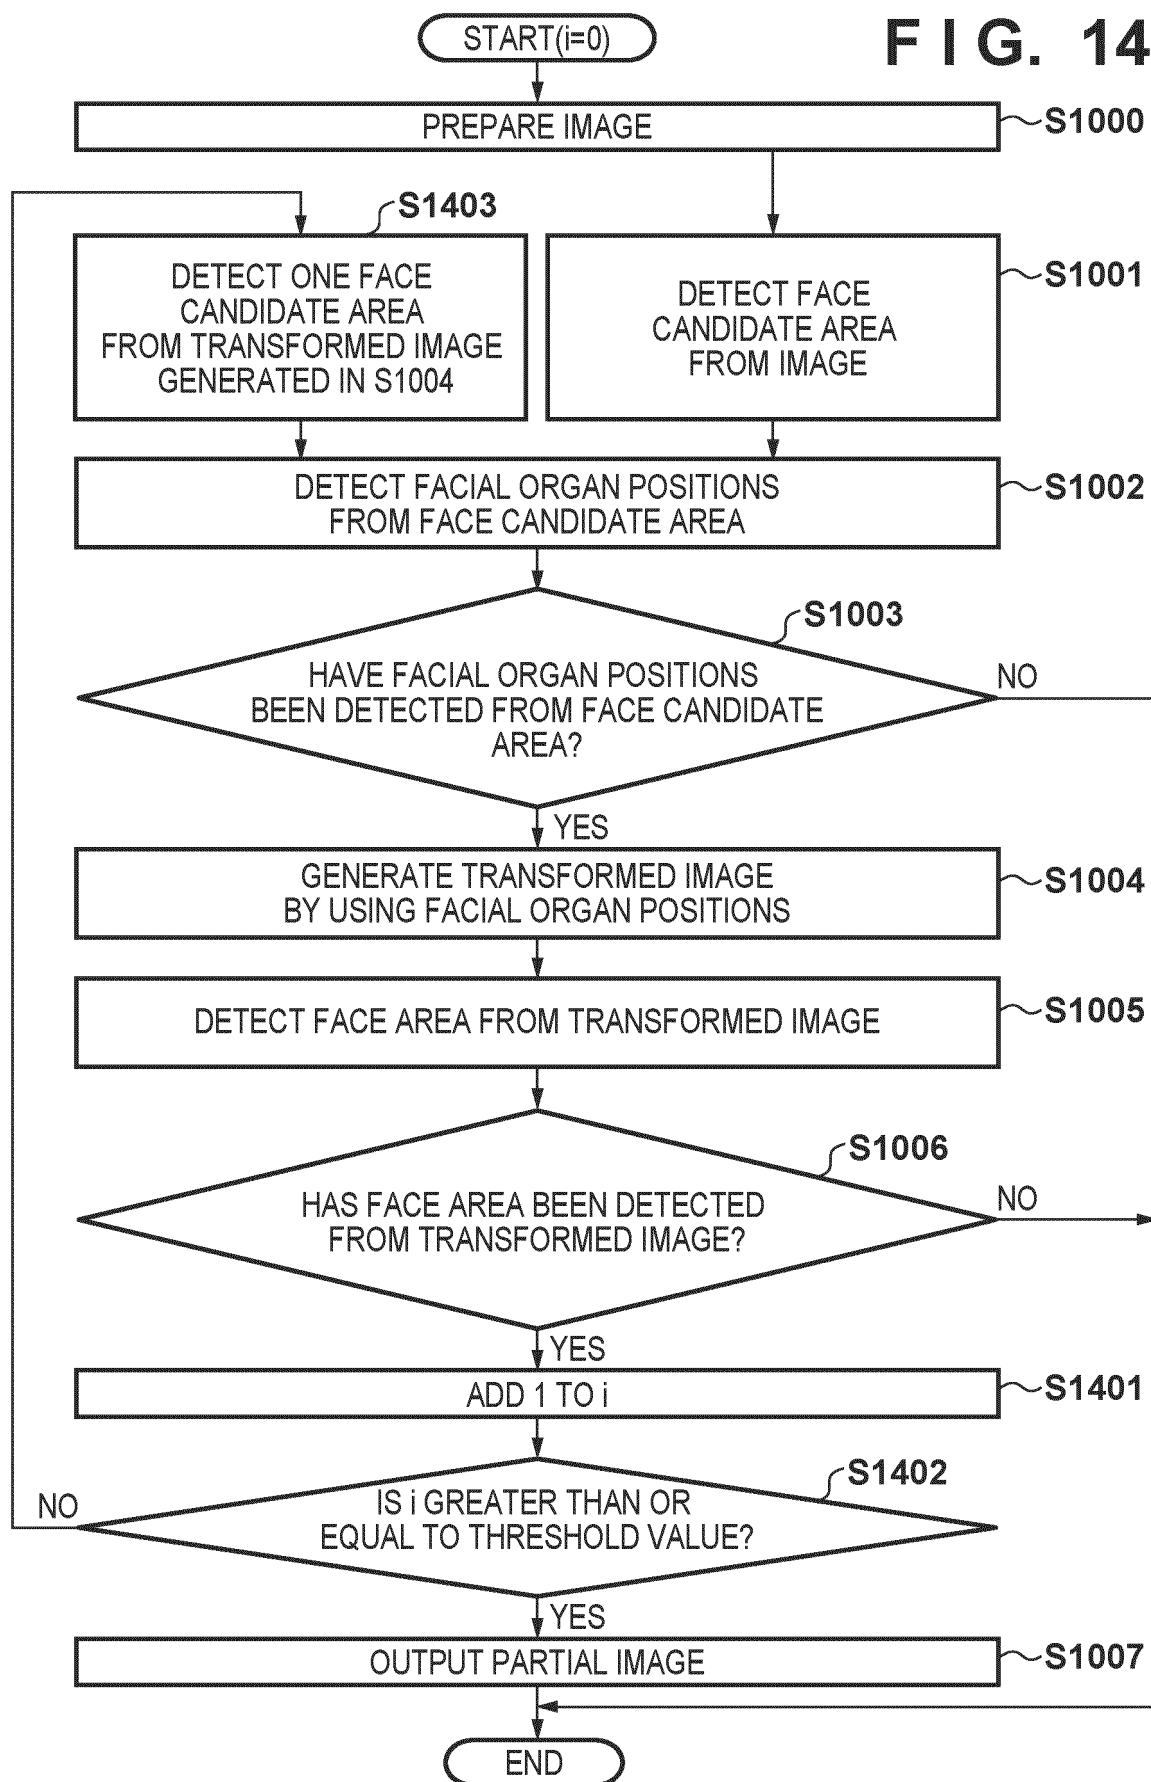 START(i=0)
FIG. 14
PREPARE IMAGE
S1000
S1403
DETECT ONE FACE
CANDIDATE AREA
FROM TRANSFORMED IMAGE
GENERATED IN S1004
DETECT FACE
CANDIDATE AREA
FROM IMAGE
S1001
DETECT FACIAL ORGAN POSITIONS
FROM FACE CANDIDATE AREA
S1002
S1003
HAVE FACIAL ORGAN POSITIONS
BEEN DETECTED FROM FACE CANDIDATE
AREA?
NO
YES
GENERATE TRANSFORMED IMAGE
BY USING FACIAL ORGAN POSITIONS
S1004
DETECT FACE AREA FROM TRANSFORMED IMAGE
S1005
S1006
HAS FACE AREA BEEN DETECTED
FROM TRANSFORMED IMAGE?
NO
YES
ADD 1 TO i
S1401
S1402
IS i GREATER THAN OR
EQUAL TO THRESHOLD VALUE?
NO
YES
OUTPUT PARTIAL IMAGE
S1007
END